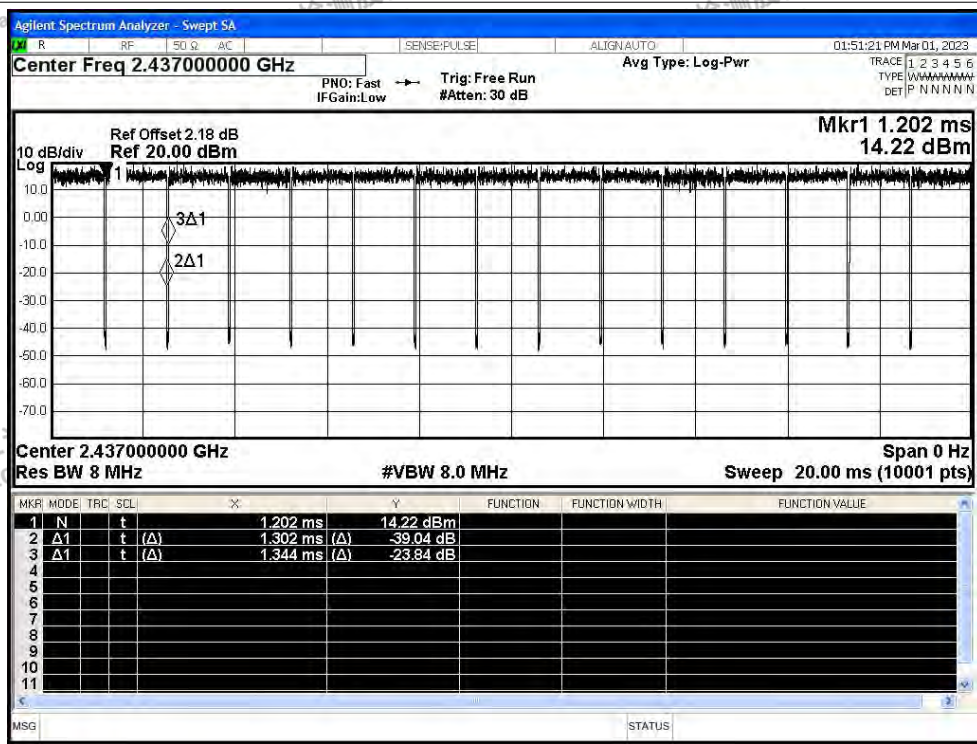 Agilent Spectrum Analyzer - Swept SA
R RF 50 Ω AC SENSE:PULSE ALIGN AUTO 01:51:21 PM Mar 01, 2023
Center Freq 2.437000000 GHz
PNO: Fast
IFGain:Low
Trig: Free Run
#Atten: 30 dB
Avg Type: Log-Pwr
TRACE 1 2 3 4 5 6
TYPE
DET P N N N N N
Mkr1 1.202 ms
14.22 dBm
Ref Offset 2.18 dB
10 dB/div Ref 20.00 dBm
Log
1
10.0
0.00
3Δ1
-10.0
2Δ1
-20.0
-30.0
-40.0
-50.0
-60.0
-70.0
Center 2.437000000 GHz Span 0 Hz
Res BW 8 MHz #VBW 8.0 MHz Sweep 20.00 ms (10001 pts)
MKR MODE TRC SCL X Y FUNCTION FUNCTION WIDTH FUNCTION VALUE
1 N t 1.202 ms 14.22 dBm
2 Δ1 t (Δ) 1.302 ms (Δ) -39.04 dB
3 Δ1 t (Δ) 1.344 ms (Δ) -23.84 dB
4
5
6
7
8
9
10
11
MSG STATUS